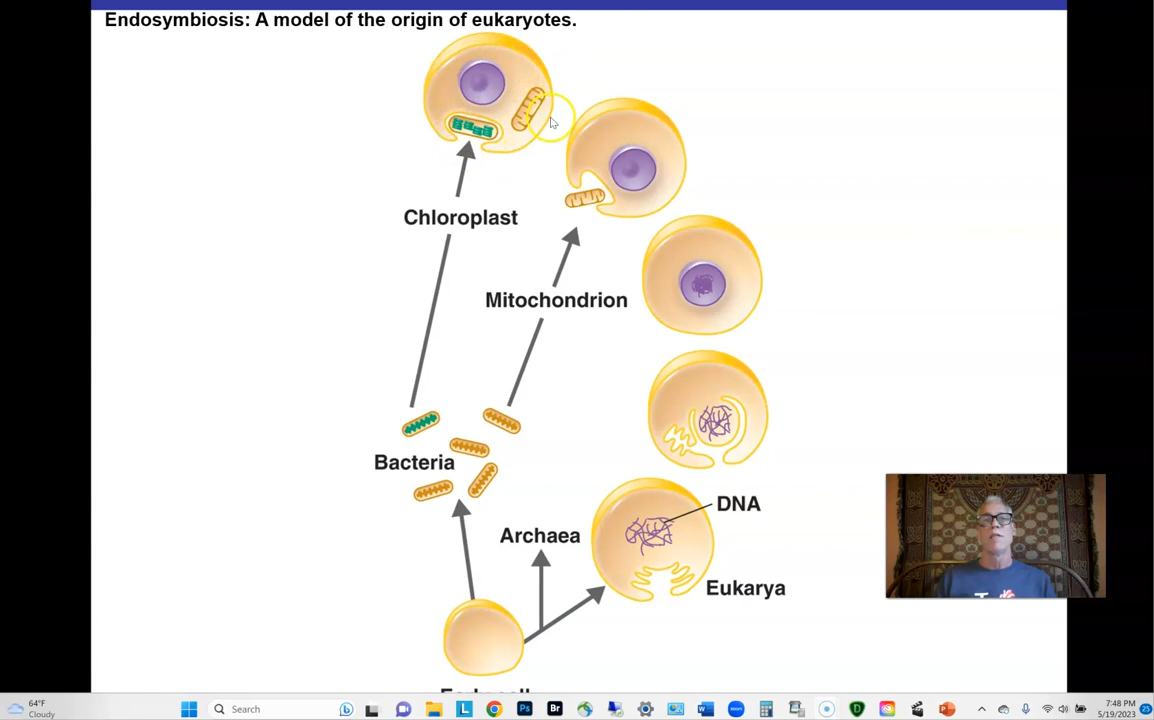 Endosymbiosis: A model of the origin of eukaryotes.
Chloroplast
Mitochondrion
Bacteria
DNA
Archaea
Eukarya
64°F
Cloudy
Search
7:48 PM
5/19/2023
25